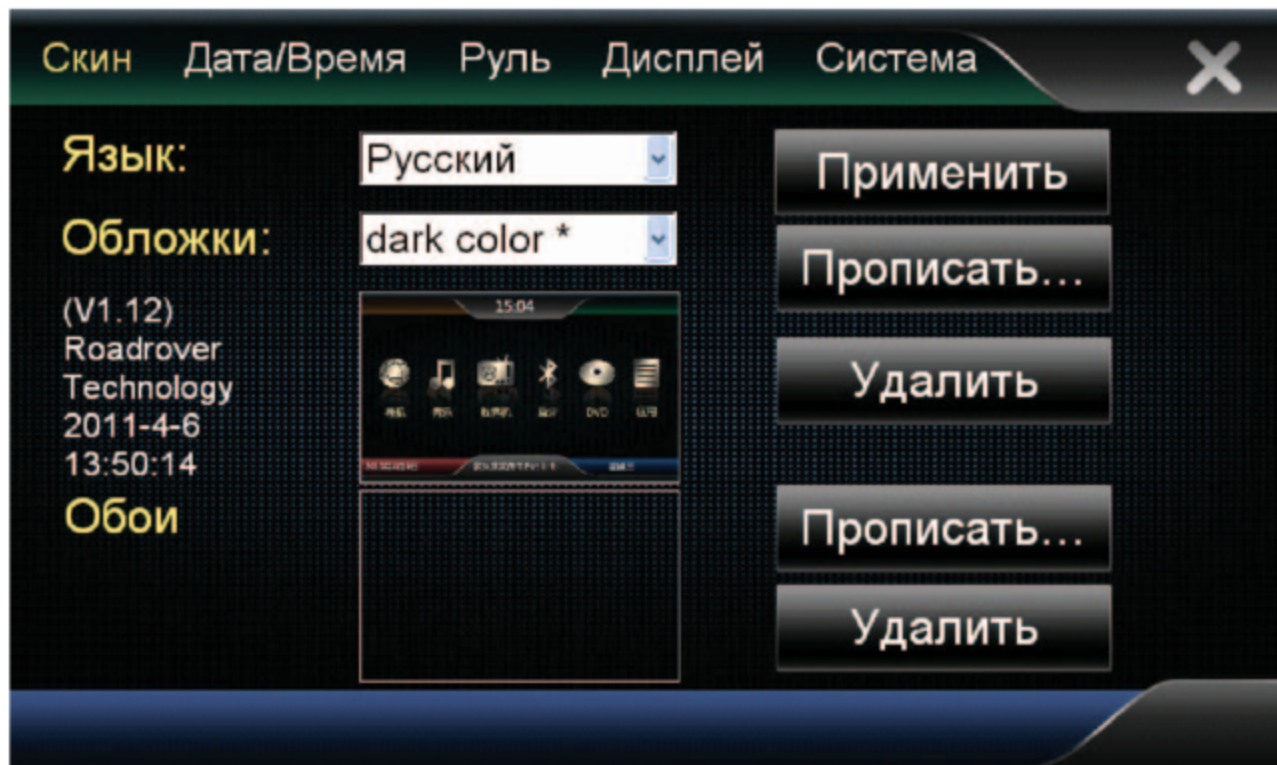 Скин Дата/Время Руль Дисплей Система
Язык:
Русский
Применить
Обложки:
dark color *
Прописать...
(V1.12)
Roadrover
Technology
2011-4-6
13:50:14
15:04
DVD
Удалить
Обои
Прописать...
Удалить